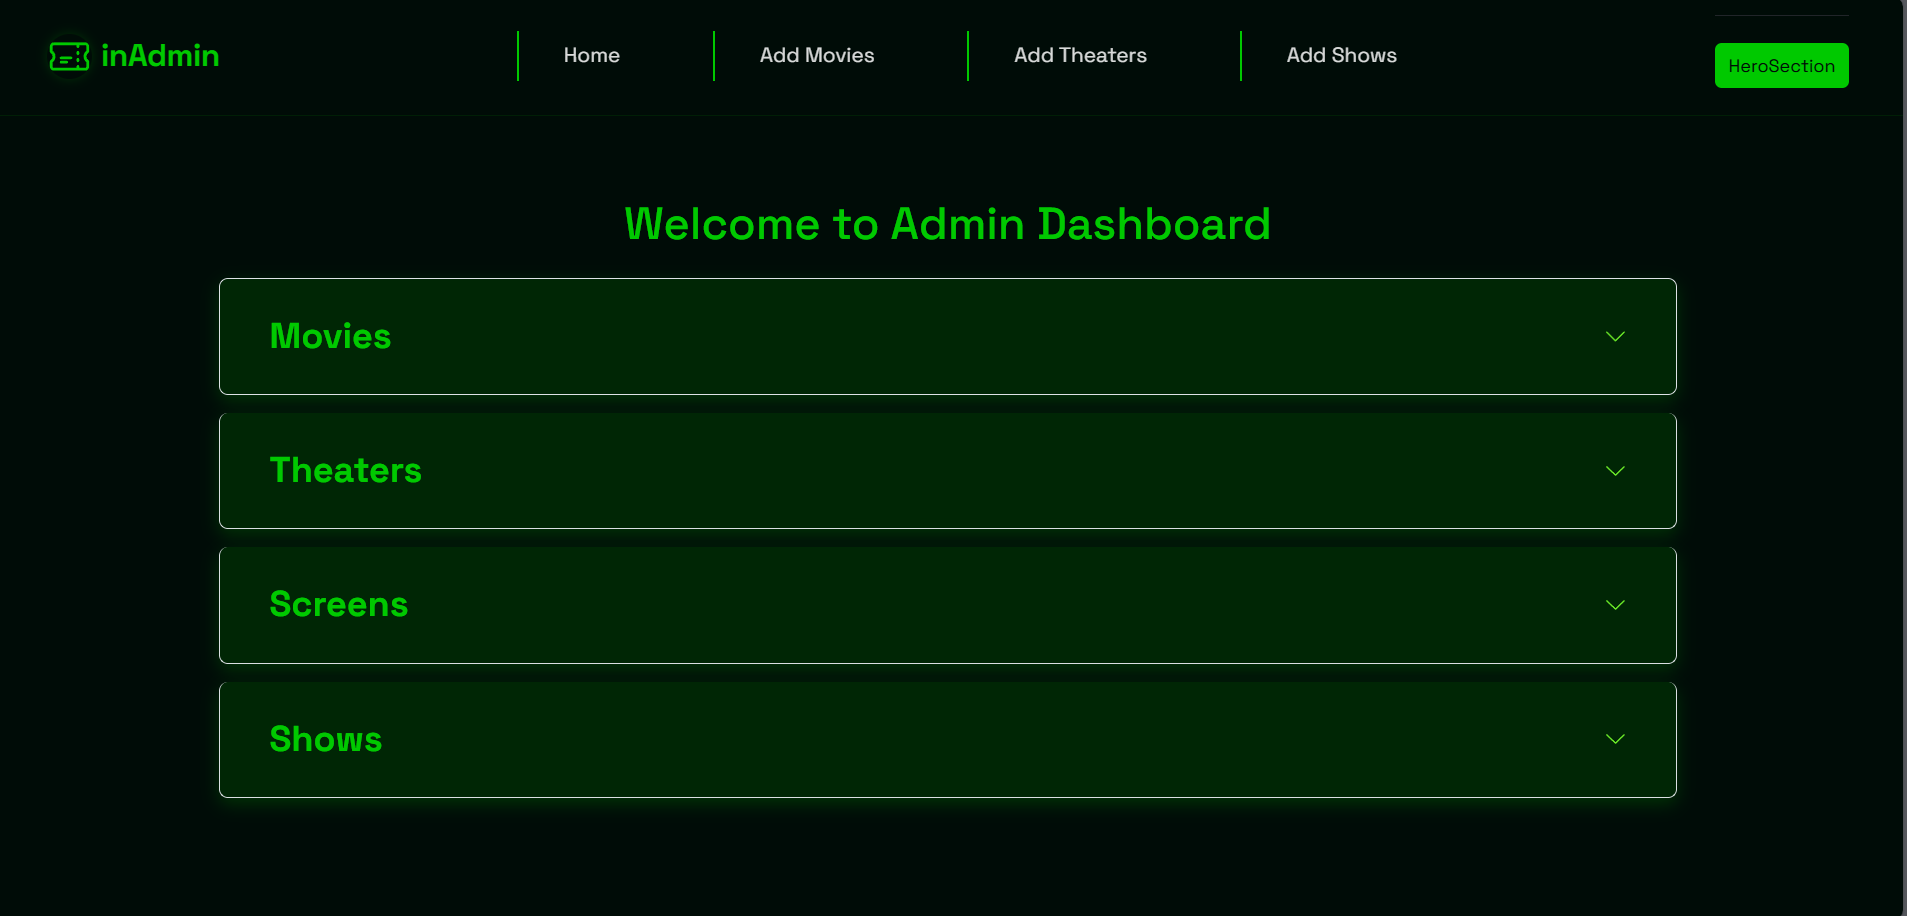 inAdmin
Home
Add Movies
Add Theaters
Add Shows
HeroSection
Welcome to Admin Dashboard
Movies
Theaters
Screens
Shows